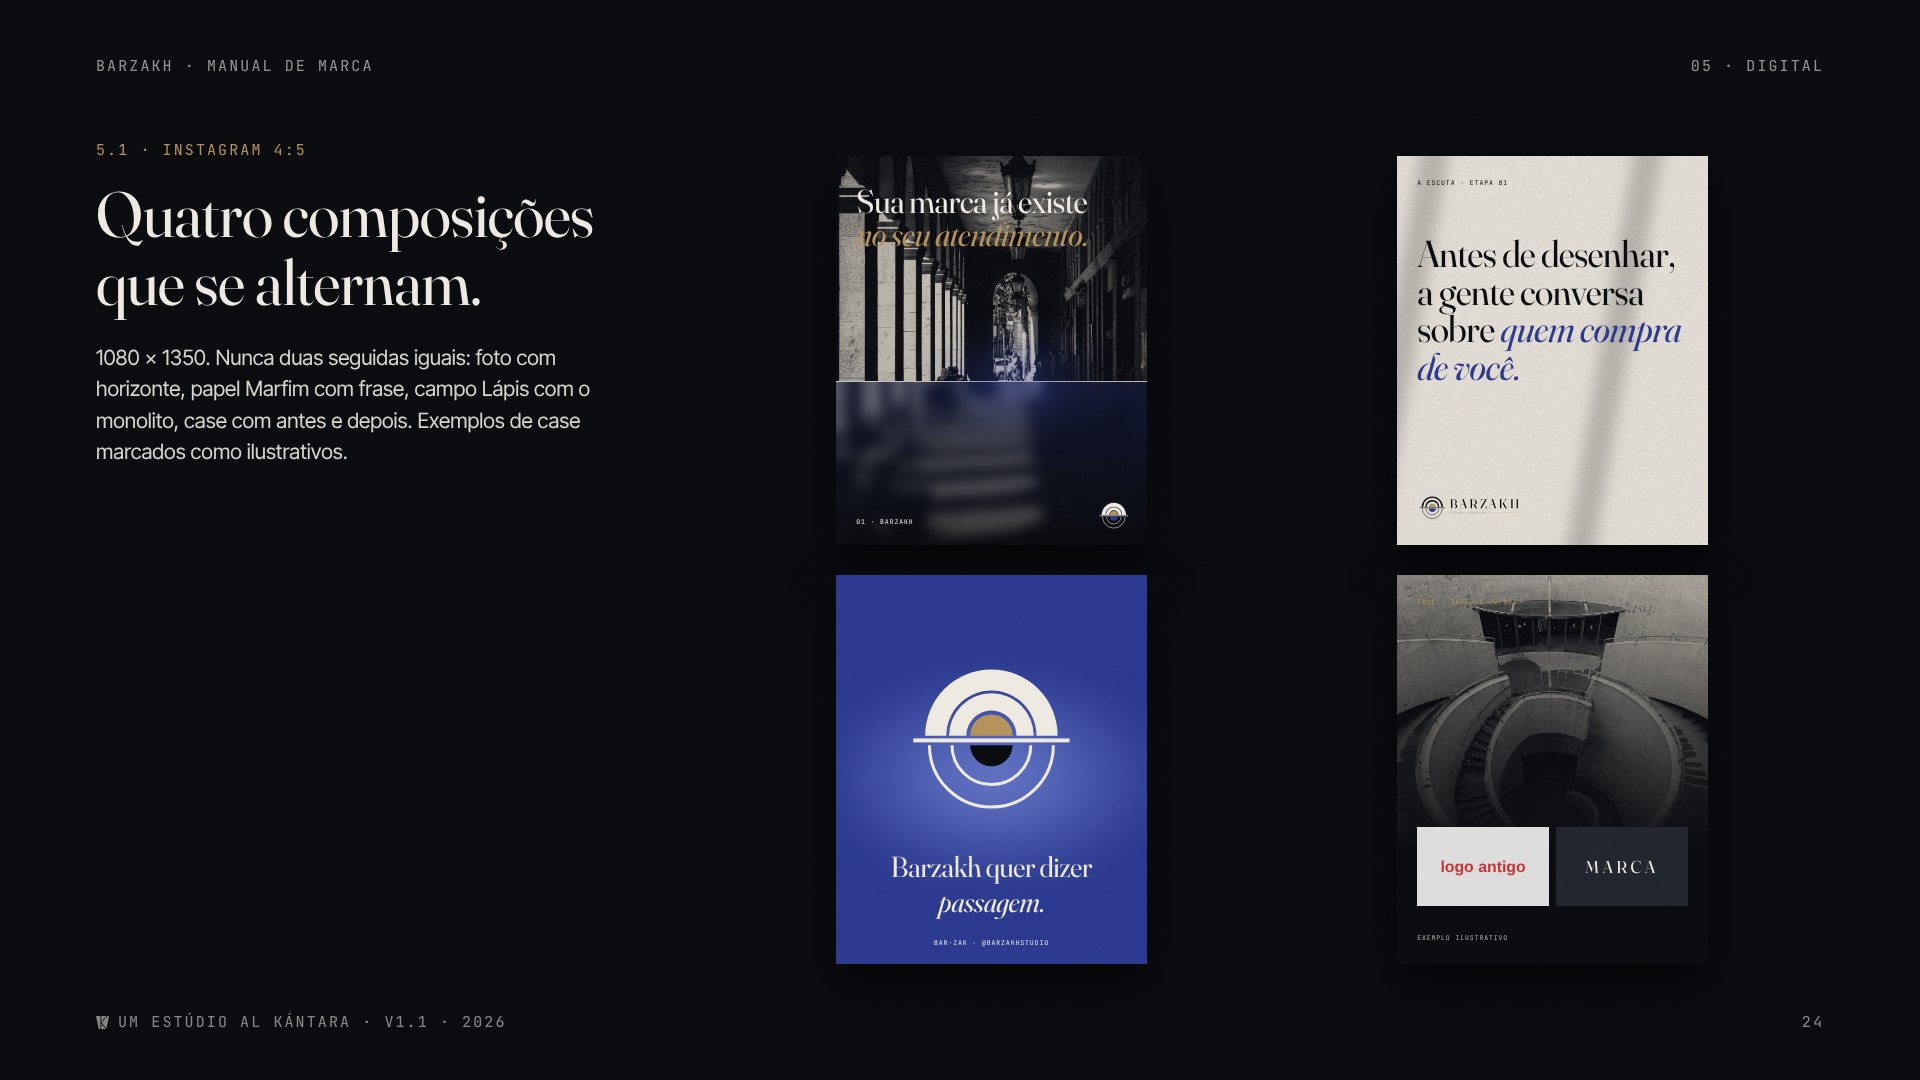 BARZAKH · MANUAL DE MARCA
05 · DIGITAL
5.1 · INSTAGRAM 4:5
Quatro composições
que se alternam.
1080 × 1350. Nunca duas seguidas iguais: foto com
horizonte, papel Marfim com frase, campo Lápis com o
monolito, case com antes e depois. Exemplos de case
marcados como ilustrativos.
Sua marca já existe
no seu atendimento.
01 · BARZAKH
A ESCUTA · ETAPA 01
Antes de desenhar,
a gente conversa
sobre quem compra
de você.
BARZAKH
Barzakh quer dizer
passagem.
BAR·ZAK · @BARZAKHSTUDIO
CASE · ANTES E DEPOIS
logo antigo
MARCA
EXEMPLO ILUSTRATIVO
UM ESTÚDIO AL KÁNTARA · V1.1 · 2026
24